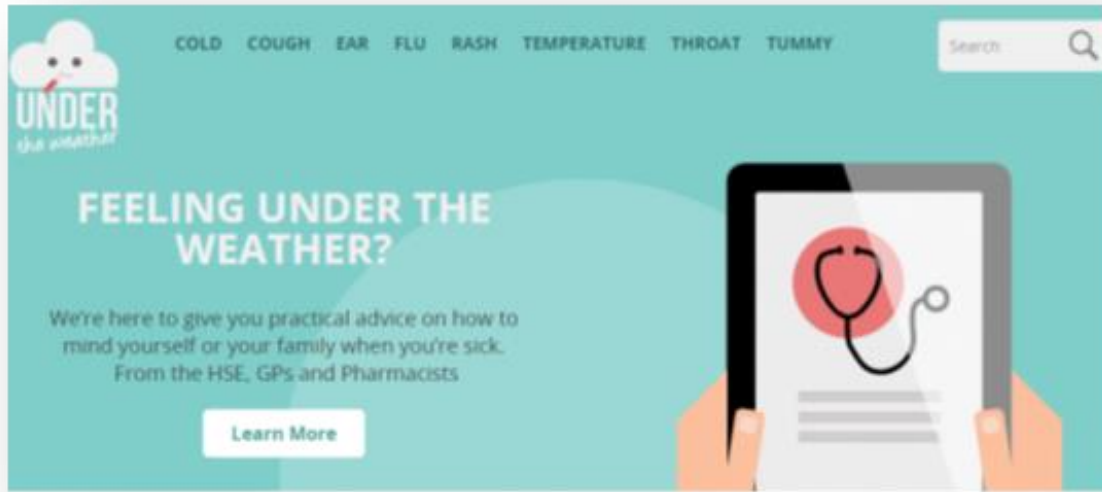 COLD COUGH EAR FLU RASH TEMPERATURE THROAT TUMMY
Search
UNDER
the weather
FEELING UNDER THE
WEATHER?
We're here to give you practical advice on how to
mind yourself or your family when you're sick.
From the HSE, GPs and Pharmacists
Learn More